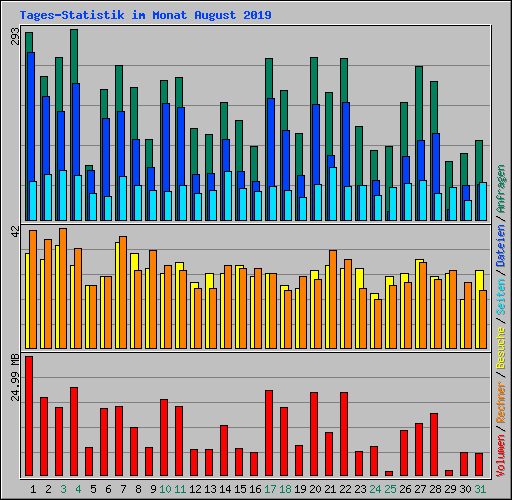 Tages-Statistik im Monat August 2019
293
42
24.99 MB
Volumen / Rechner / Besuche / Seiten / Dateien / Anfragen
1 2 3 4 5 6 7 8 9 10 11 12 13 14 15 16 17 18 19 20 21 22 23 24 25 26 27 28 29 30 31